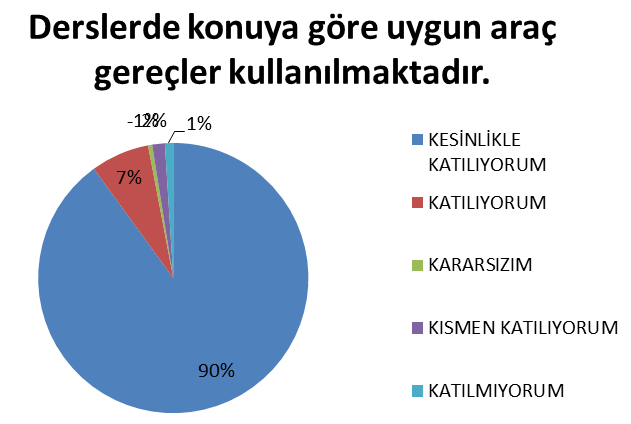 Derslerde konuya göre uygun araç
gereçler kullanılmaktadır.
1%
7%
90%
KESİNLİKLE
KATILIYORUM
KATILIYORUM
KARARSIZIM
KISMEN KATILIYORUM
KATILMIYORUM